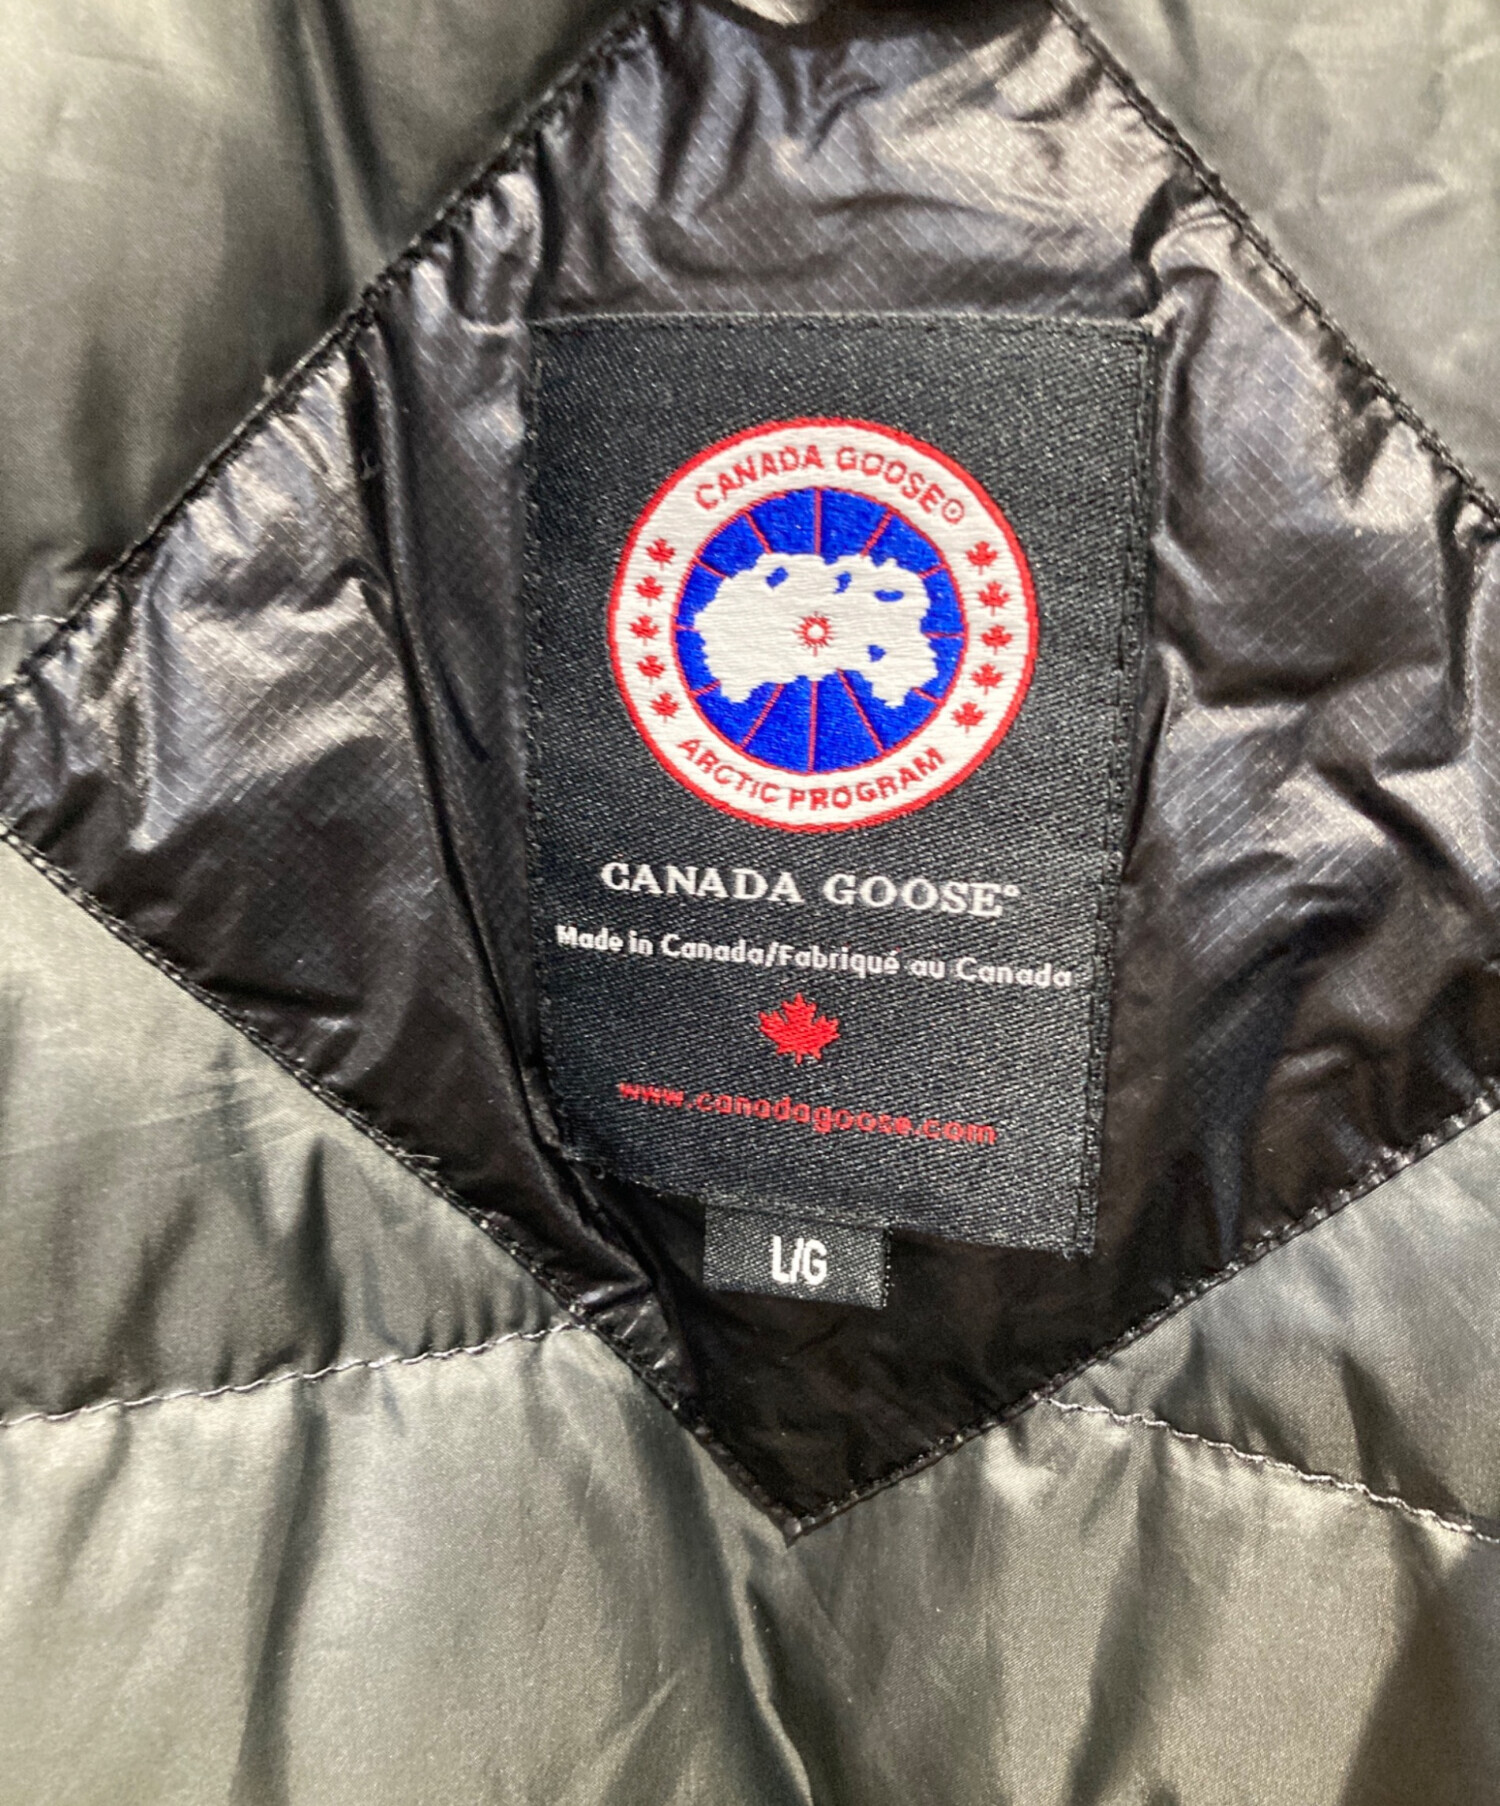 CANADA GOOSE®
ARCTIC PROGRAM
CANADA GOOSE®
Made in Canada/Fabriqué au Canada
www.canadagoose.com
L/G